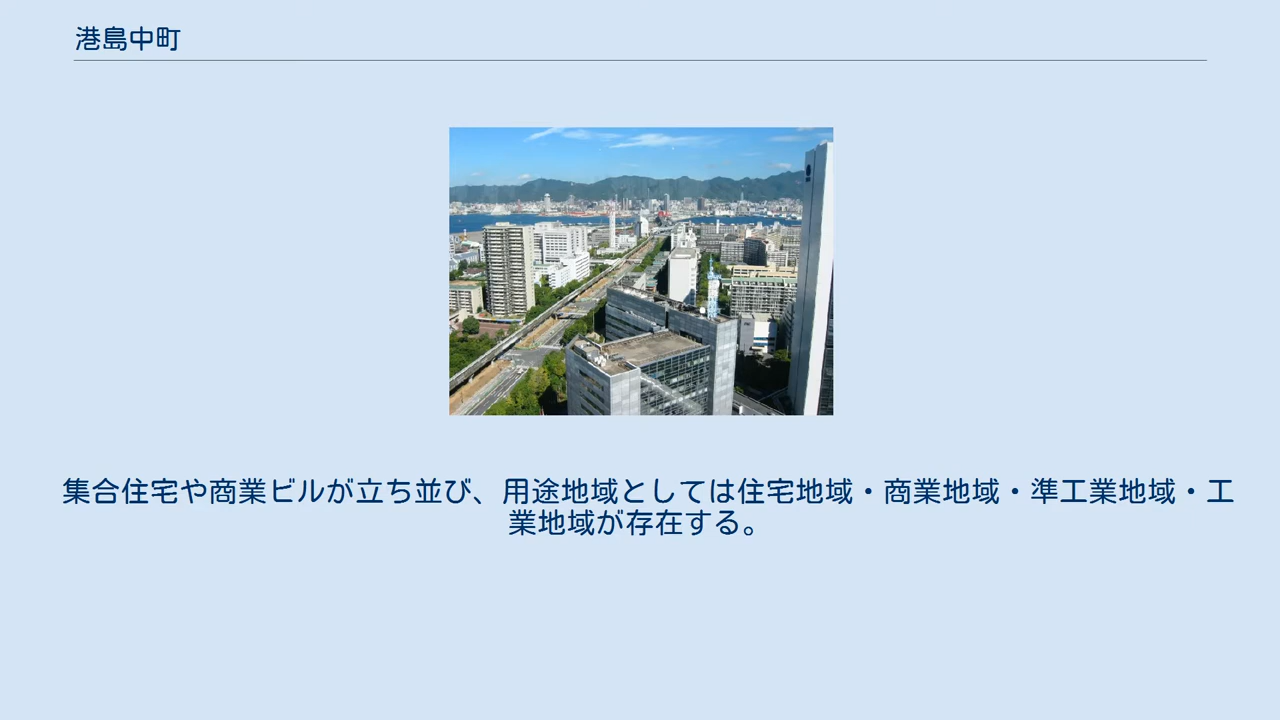 港島中町
集合住宅や商業ビルが立ち並び、用途地域としては住宅地域・商業地域・準工業地域・工
業地域が存在する。